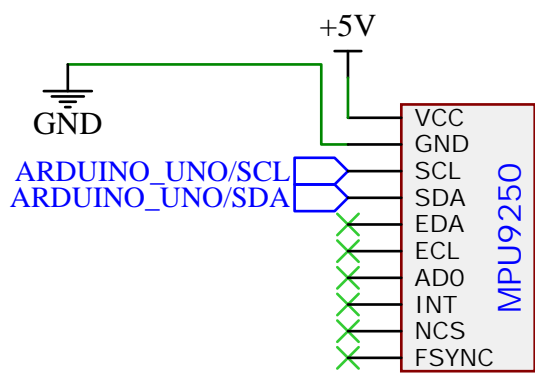 +5V
GND
ARDUINO_UNO/SCL
ARDUINO_UNO/SDA
VCC
GND
SCL
SDA
EDA
ECL
AD0
INT
NCS
FSYNC
MPU9250